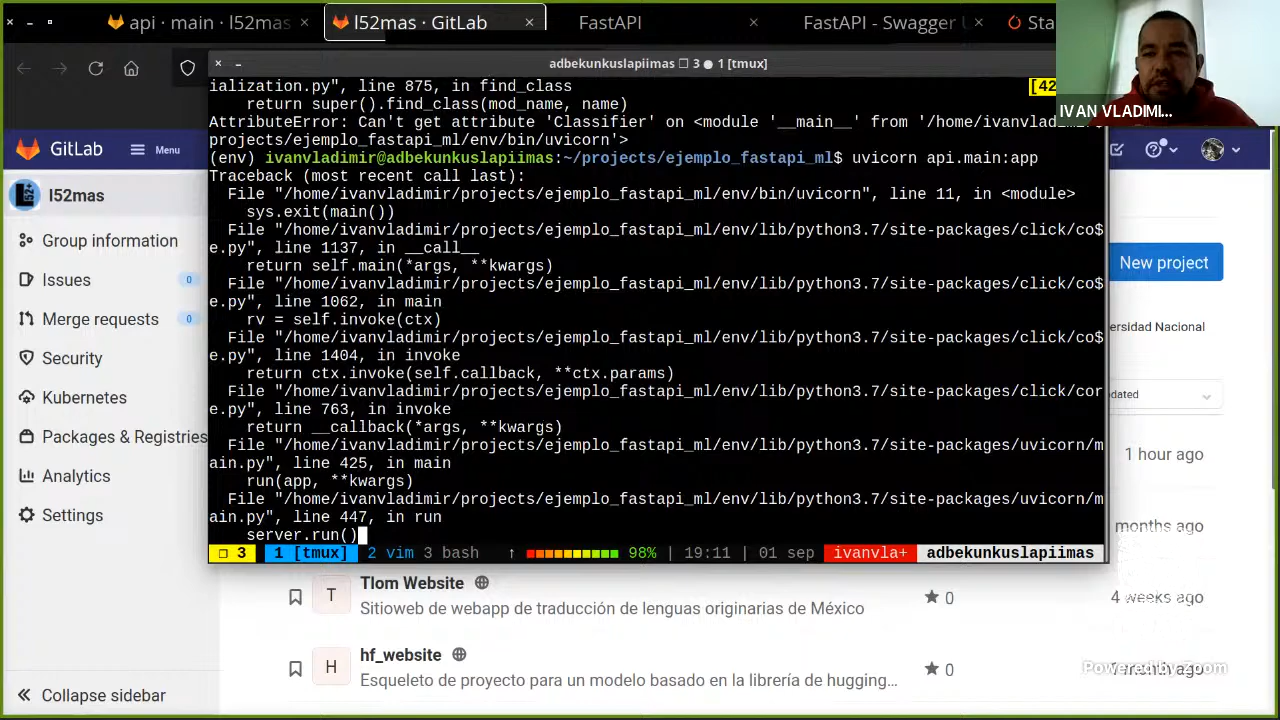 api · main · l52mas
l52mas · GitLab
FastAPI
FastAPI - Swagger
Sta
adbekunkuslapiimas ❐ 3 ● 1 [tmux]
ialization.py", line 875, in find_class
[42
return super().find_class(mod_name, name)
AttributeError: Can't get attribute 'Classifier' on <module '__main__' from '/home/ivanvladimir/$
projects/ejemplo_fastapi_ml/env/bin/uvicorn'>
(env) ivanvladimir@adbekunkuslapiimas:~/projects/ejemplo_fastapi_ml$ uvicorn api.main:app
Traceback (most recent call last):
File "/home/ivanvladimir/projects/ejemplo_fastapi_ml/env/bin/uvicorn", line 11, in <module>
sys.exit(main())
File "/home/ivanvladimir/projects/ejemplo_fastapi_ml/env/lib/python3.7/site-packages/click/co$
e.py", line 1137, in __call__
return self.main(*args, **kwargs)
File "/home/ivanvladimir/projects/ejemplo_fastapi_ml/env/lib/python3.7/site-packages/click/co$
e.py", line 1062, in main
rv = self.invoke(ctx)
File "/home/ivanvladimir/projects/ejemplo_fastapi_ml/env/lib/python3.7/site-packages/click/co$
e.py", line 1404, in invoke
return ctx.invoke(self.callback, **ctx.params)
File "/home/ivanvladimir/projects/ejemplo_fastapi_ml/env/lib/python3.7/site-packages/click/cor
e.py", line 763, in invoke
return __callback(*args, **kwargs)
File "/home/ivanvladimir/projects/ejemplo_fastapi_ml/env/lib/python3.7/site-packages/uvicorn/m
ain.py", line 425, in main
run(app, **kwargs)
File "/home/ivanvladimir/projects/ejemplo_fastapi_ml/env/lib/python3.7/site-packages/uvicorn/m
ain.py", line 447, in run
server.run()
❐ 3 1 [tmux] 2 vim 3 bash ↑ 98% | 19:11 | 01 sep ivanvla+ adbekunkuslapiimas
IVAN VLADIMI...
GitLab
Menu
l52mas
Group information
Issues 0
Merge requests 0
Security
Kubernetes
Packages & Registries
Analytics
Settings
Collapse sidebar
New project
ersidad Nacional
dated
1 hour ago
months ago
T
Tlom Website
Sitioweb de webapp de traducción de lenguas originarias de México
0
4 weeks ago
H
hf_website
Esqueleto de proyecto para un modelo basado en la librería de hugging...
0
month ago
Powered by Zoom